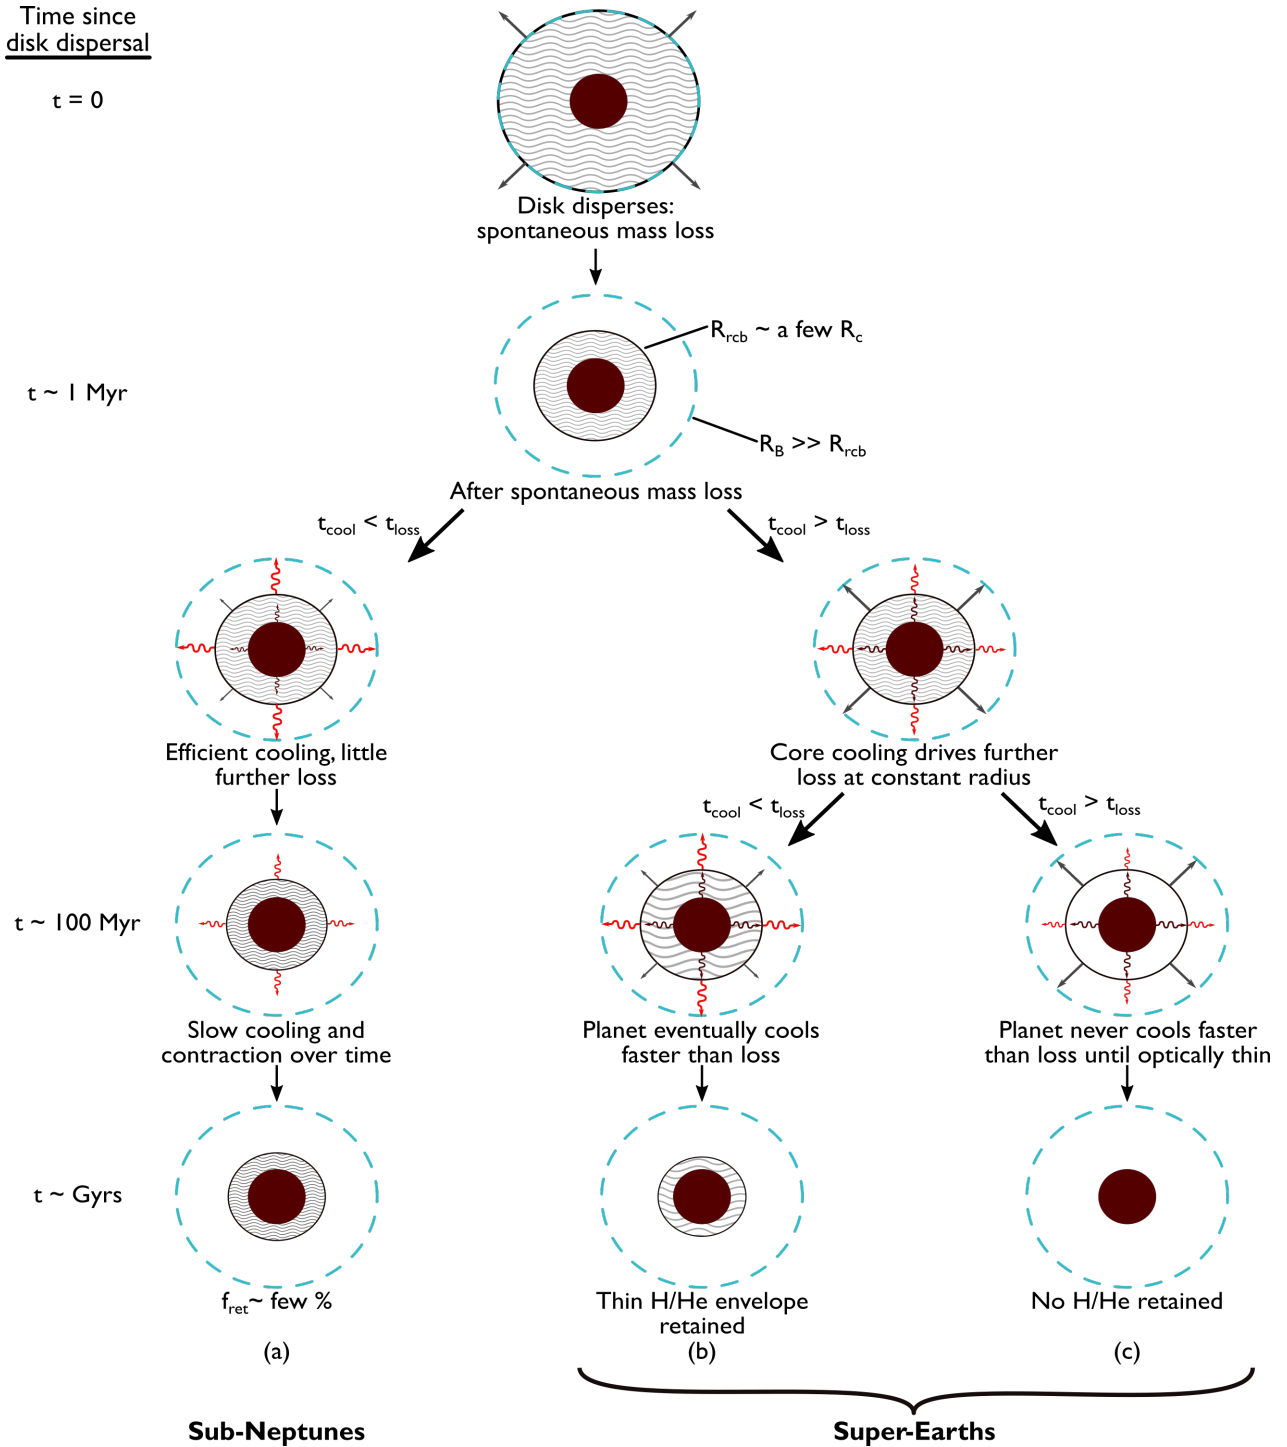 Time since
disk dispersal
t = 0
Disk disperses:
spontaneous mass loss
R_rcb ~ a few R_c
t ~ 1 Myr
R_B >> R_rcb
After spontaneous mass loss
t_cool < t_loss
t_cool > t_loss
Efficient cooling, little
further loss
Core cooling drives further
loss at constant radius
t_cool < t_loss
t_cool > t_loss
t ~ 100 Myr
Slow cooling and
contraction over time
Planet eventually cools
faster than loss
Planet never cools faster
than loss until optically thin
t ~ Gyrs
f_ret~ few %
Thin H/He envelope
retained
No H/He retained
(a)
(b)
(c)
Sub-Neptunes
Super-Earths